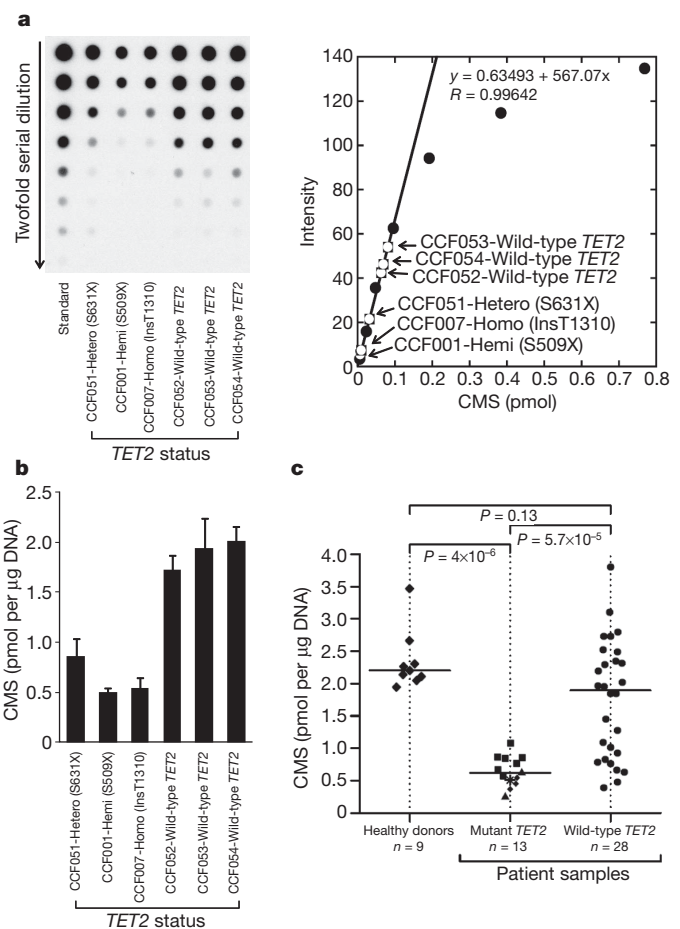 a
Twofold serial dilution
Standard
CCF051-Hetero (S631X)
CCF001-Hemi (S509X)
CCF007-Homo (InsT1310)
CCF052-Wild-type TET2
CCF053-Wild-type TET2
CCF054-Wild-type TET2
TET2 status
140
120
100
80
60
40
20
0
Intensity
y = 0.63493 + 567.07x
R = 0.99642
CCF053-Wild-type TET2
CCF054-Wild-type TET2
CCF052-Wild-type TET2
CCF051-Hetero (S631X)
CCF007-Homo (InsT1310)
CCF001-Hemi (S509X)
0 0.1 0.2 0.3 0.4 0.5 0.6 0.7 0.8
CMS (pmol)
b
2.5
2.0
1.5
1.0
0.5
0
CMS (pmol per μg DNA)
CCF051-Hetero (S631X)
CCF001-Hemi (S509X)
CCF007-Homo (InsT1310)
CCF052-Wild-type TET2
CCF053-Wild-type TET2
CCF054-Wild-type TET2
TET2 status
c
P = 0.13
P = 5.7×10⁻⁵
P = 4×10⁻⁶
4.0
3.5
3.0
2.5
2.0
1.5
1.0
0.5
0
CMS (pmol per μg DNA)
Healthy donors
n = 9
Mutant TET2
n = 13
Wild-type TET2
n = 28
Patient samples